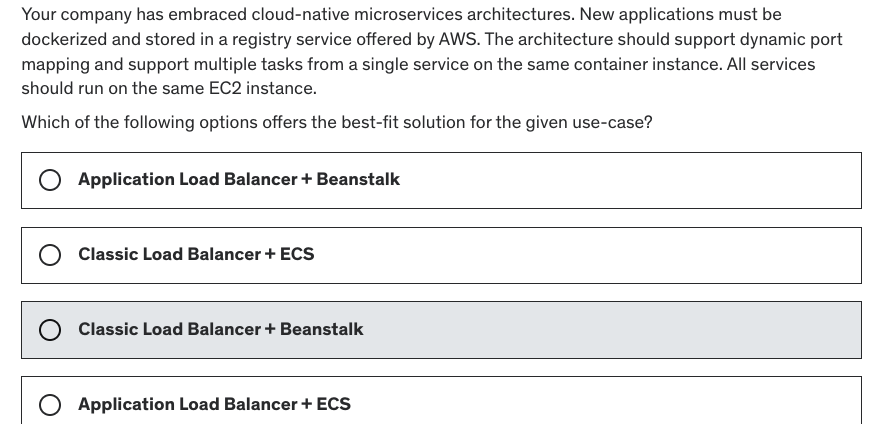 Your company has embraced cloud-native microservices architectures. New applications must be
dockerized and stored in a registry service offered by AWS. The architecture should support dynamic port
mapping and support multiple tasks from a single service on the same container instance. All services
should run on the same EC2 instance.
Which of the following options offers the best-fit solution for the given use-case?
Application Load Balancer + Beanstalk
Classic Load Balancer + ECS
Classic Load Balancer + Beanstalk
Application Load Balancer + ECS